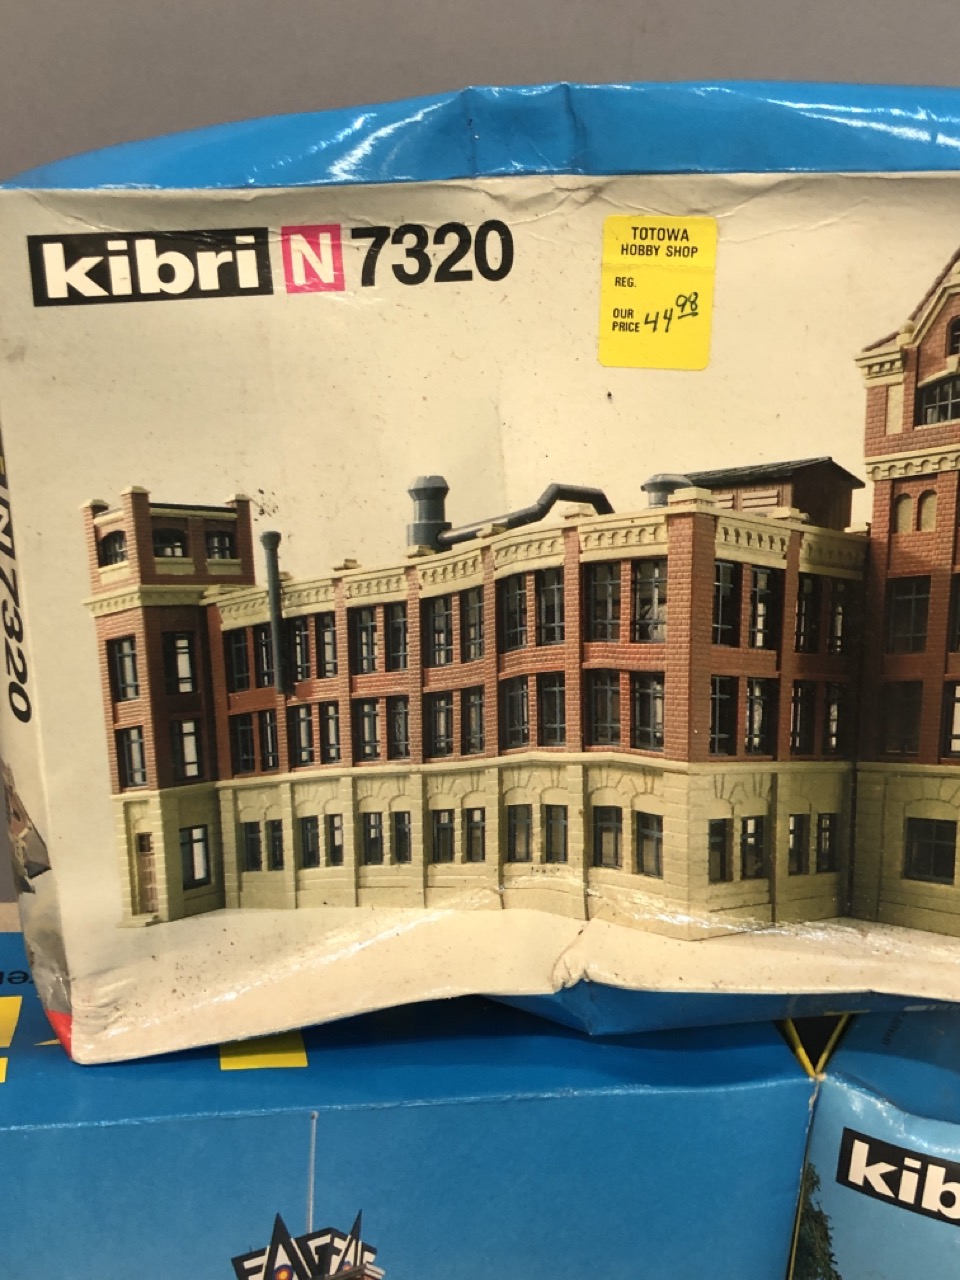 kibri N 7320
TOTOWA
HOBBY SHOP
REG.
OUR
PRICE 44 98
N 7320
kib